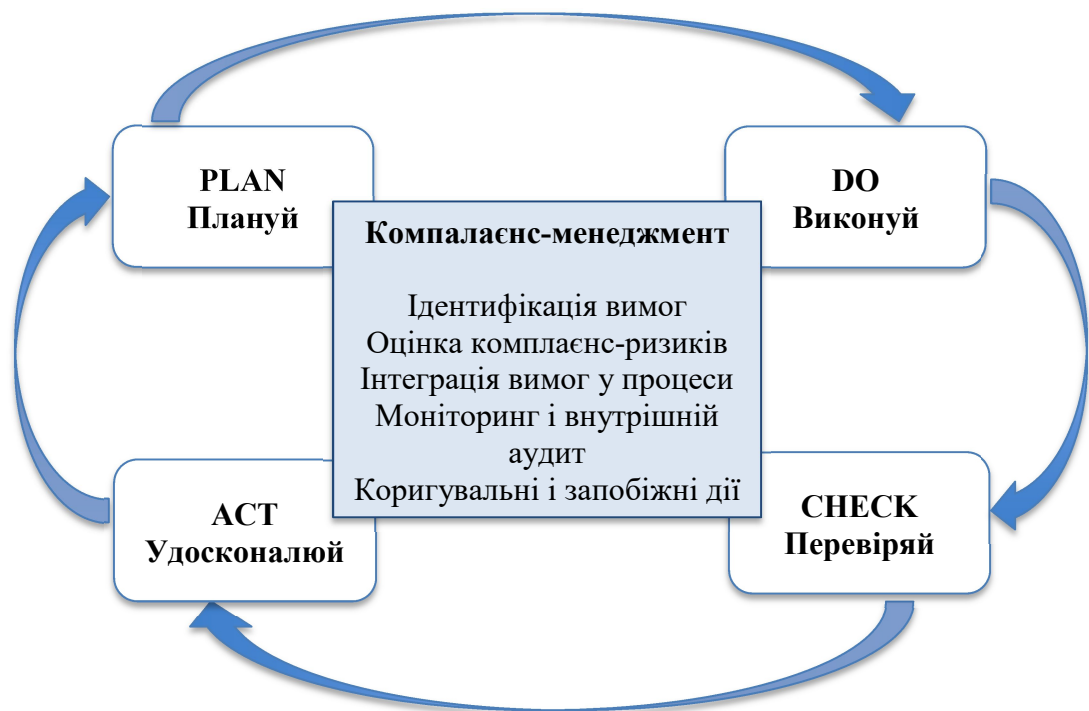 PLAN
Плануй
DO
Виконуй
Компалаєнс-менеджмент
Ідентифікація вимог
Оцінка комплаєнс-ризиків
Інтеграція вимог у процеси
Моніторинг і внутрішній
аудит
Коригувальні і запобіжні дії
ACT
Удосконалюй
CHECK
Перевіряй